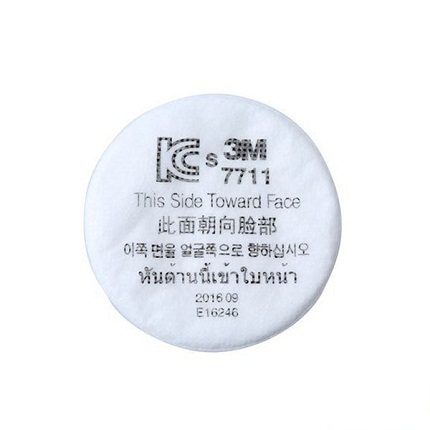 KC s 3M
7711
This Side Toward Face
此面朝向脸部
이쪽 면을 얼굴쪽으로 향하십시오
หันด้านนี้เข้าใบหน้า
2016 09
E16246